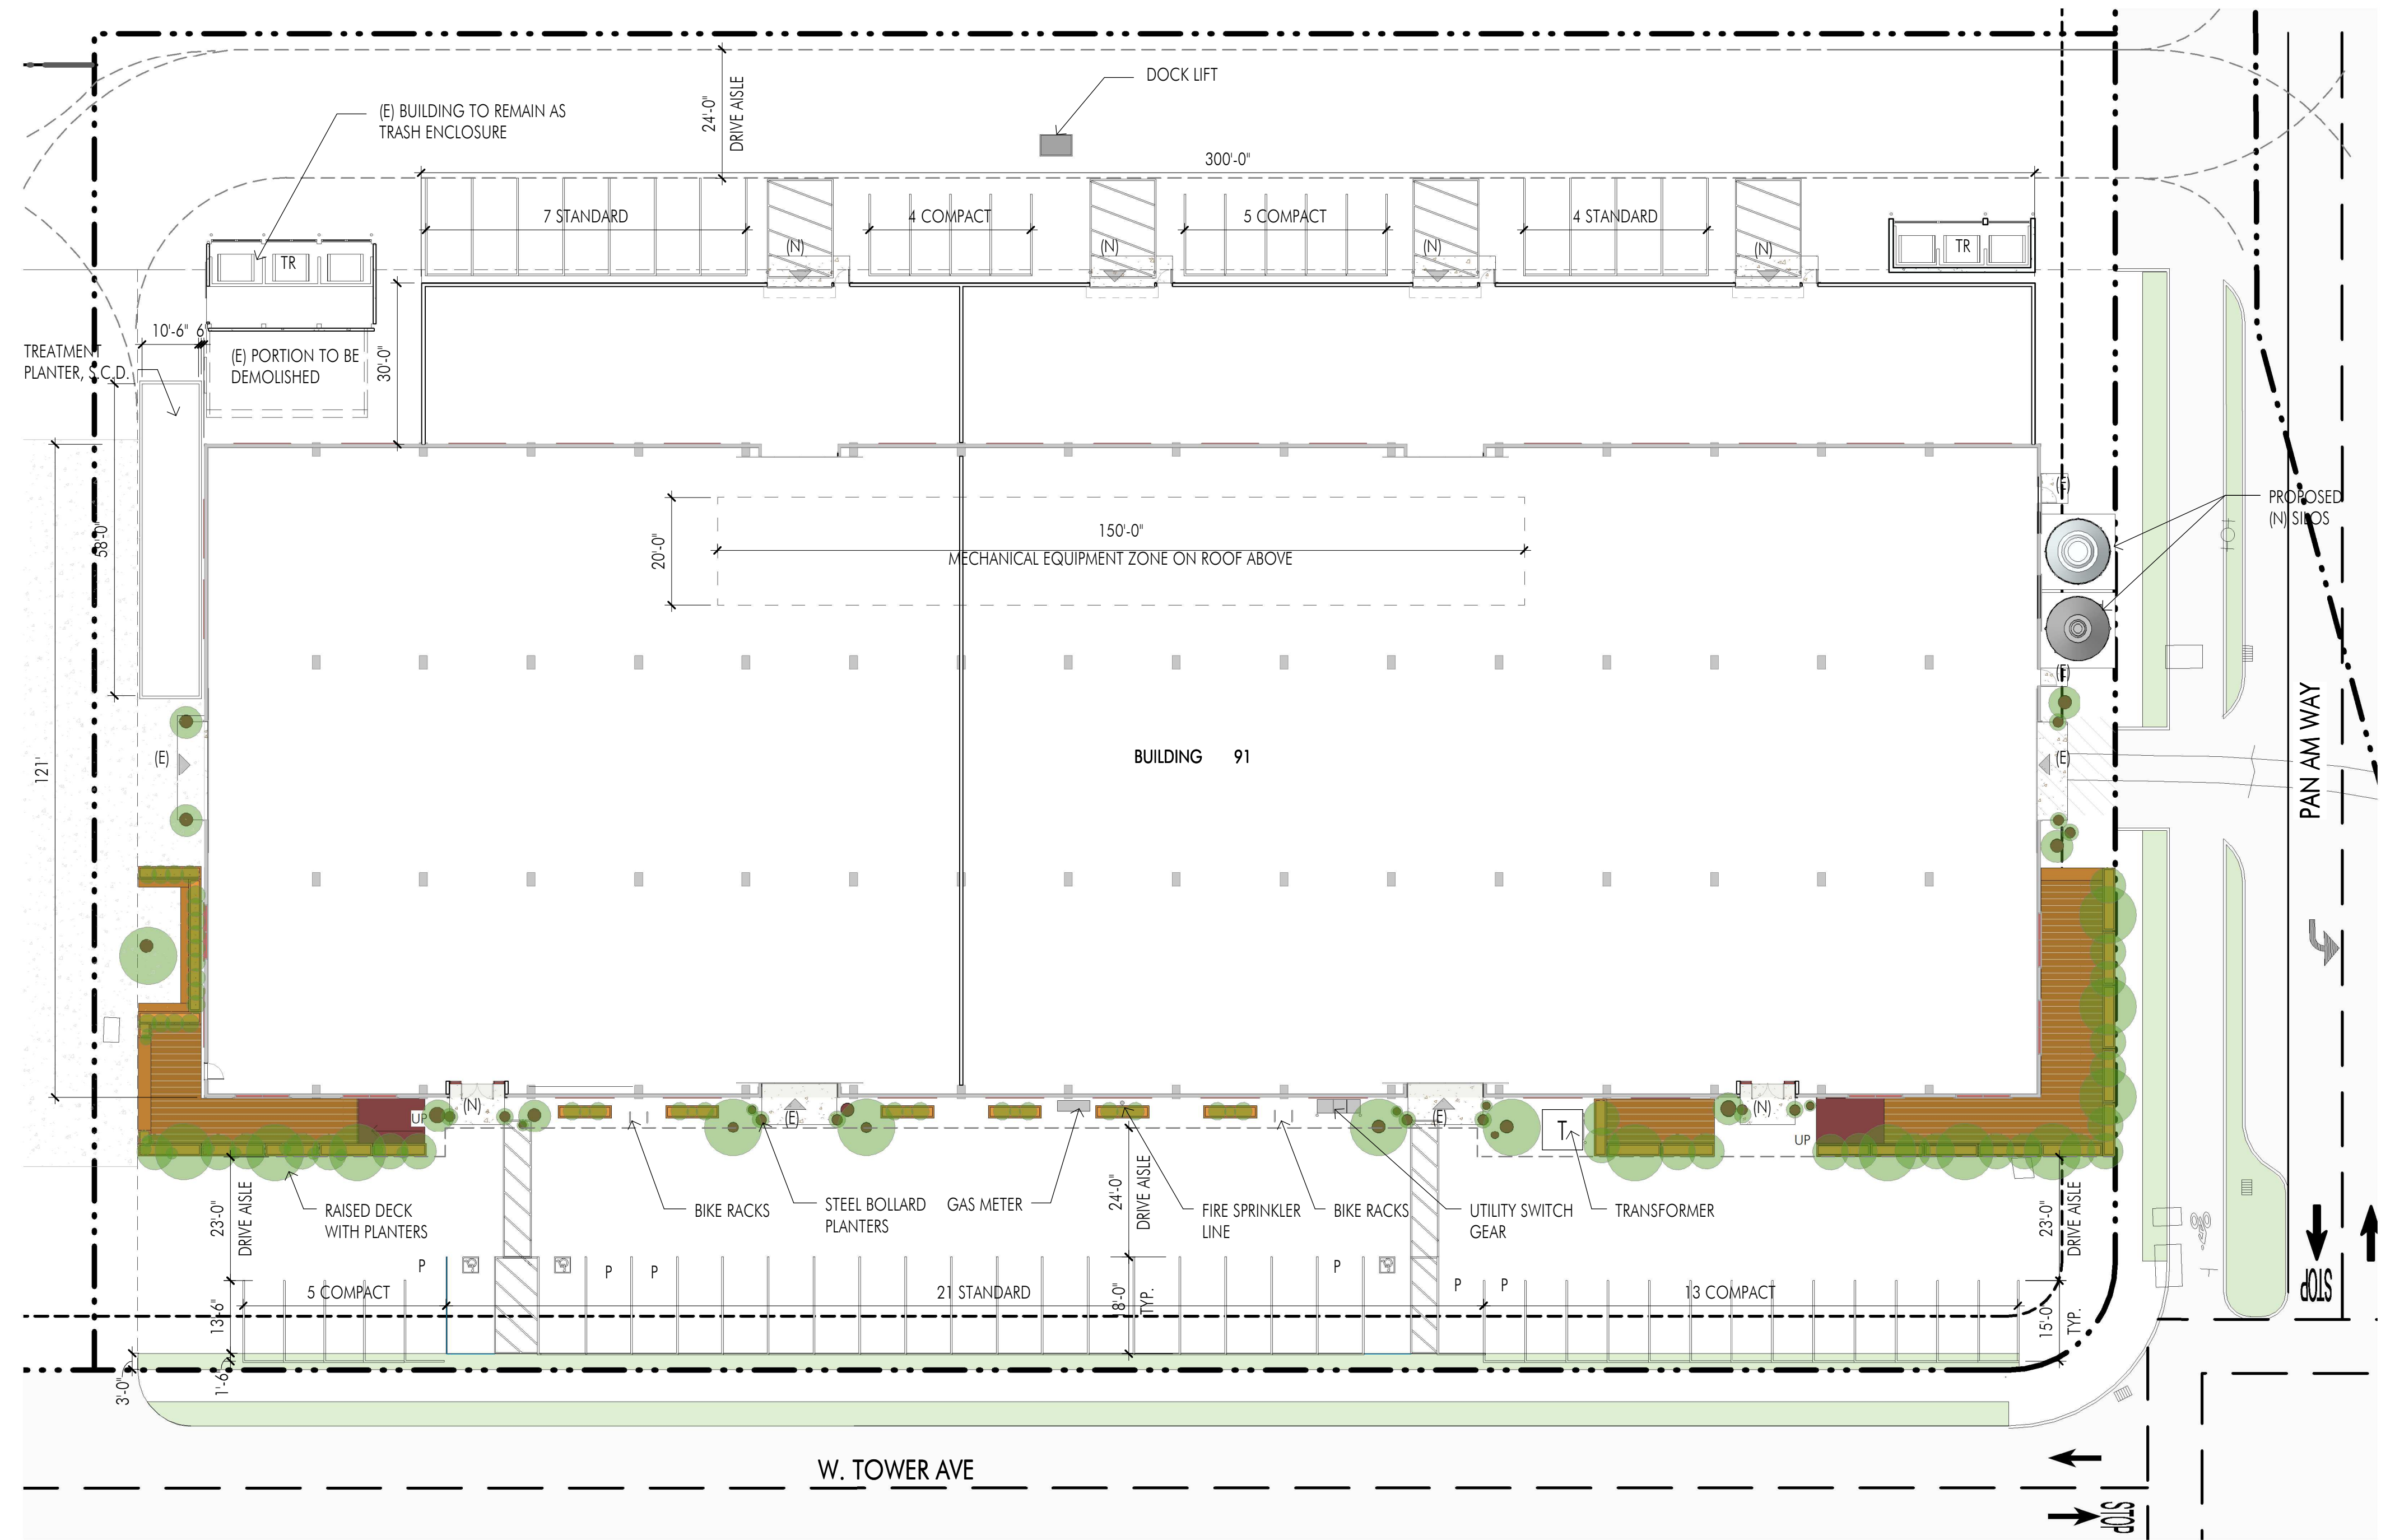 DOCK LIFT
(E) BUILDING TO REMAIN AS
TRASH ENCLOSURE
24'-0"
DRIVE AISLE
300'-0"
7 STANDARD
4 COMPACT
5 COMPACT
4 STANDARD
(N)
(N)
(N)
(N)
TR
TR
10'-6"
6"
TREATMENT
PLANTER, S.C.D.
(E) PORTION TO BE
DEMOLISHED
30'-0"
58'-0"
121'
20'-0"
150'-0"
MECHANICAL EQUIPMENT ZONE ON ROOF ABOVE
(E)
PROPOSED
(N) SILOS
(E)
(E)
BUILDING 91
(E)
PAN AM WAY
UP
(N)
(E)
(E)
T
(N)
UP
23'-0"
DRIVE AISLE
RAISED DECK
WITH PLANTERS
BIKE RACKS
STEEL BOLLARD
PLANTERS
GAS METER
24'-0"
DRIVE AISLE
FIRE SPRINKLER
LINE
BIKE RACKS
UTILITY SWITCH
GEAR
TRANSFORMER
23'-0"
DRIVE AISLE
P
P
P
P
P
P
5 COMPACT
21 STANDARD
13 COMPACT
13'-6"
18'-0"
TYP.
15'-0"
TYP.
3'-0"
1'-6"
STOP
W. TOWER AVE
STOP